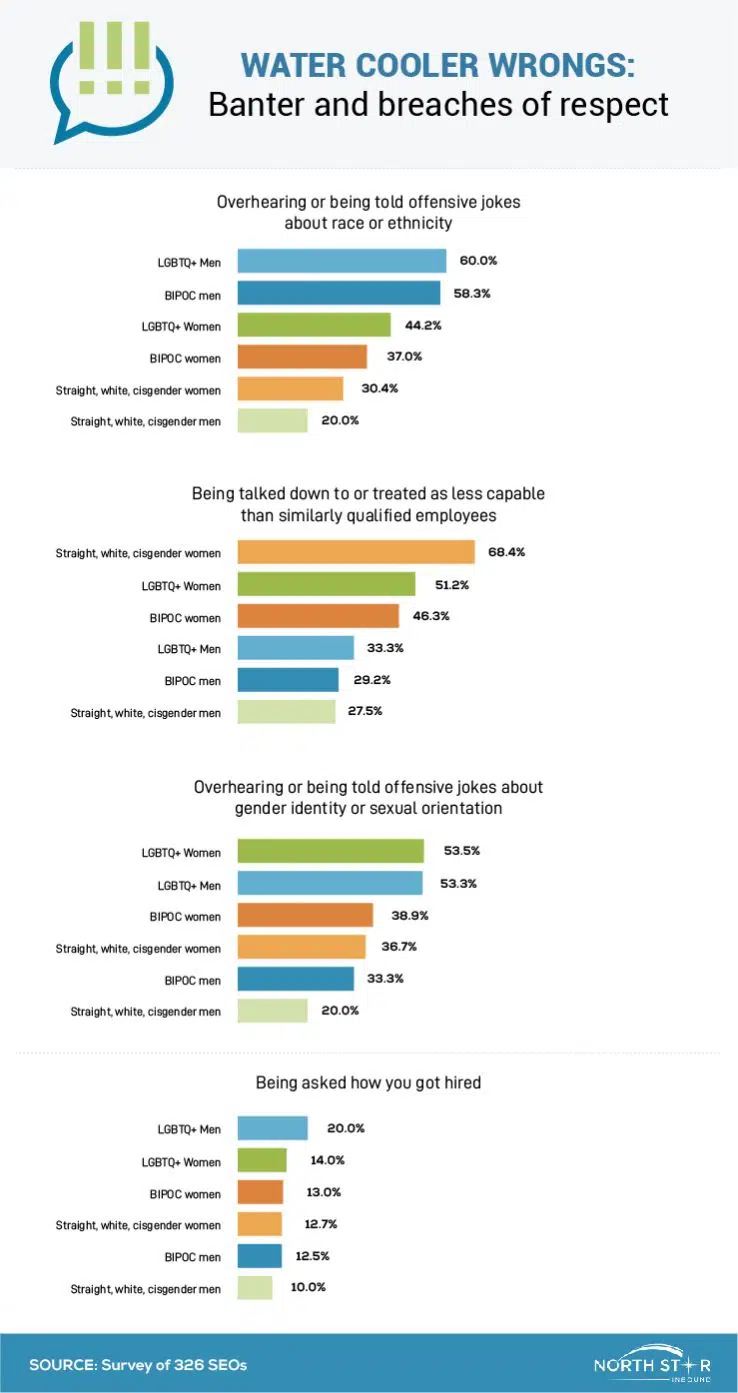 !!!
WATER COOLER WRONGS:
Banter and breaches of respect
Overhearing or being told offensive jokes
about race or ethnicity
LGBTQ+ Men 60.0%
BIPOC men 58.3%
LGBTQ+ Women 44.2%
BIPOC women 37.0%
Straight, white, cisgender women 30.4%
Straight, white, cisgender men 20.0%
Being talked down to or treated as less capable
than similarly qualified employees
Straight, white, cisgender women 68.4%
LGBTQ+ Women 51.2%
BIPOC women 46.3%
LGBTQ+ Men 33.3%
BIPOC men 29.2%
Straight, white, cisgender men 27.5%
Overhearing or being told offensive jokes about
gender identity or sexual orientation
LGBTQ+ Women 53.5%
LGBTQ+ Men 53.3%
BIPOC women 38.9%
Straight, white, cisgender women 36.7%
BIPOC men 33.3%
Straight, white, cisgender men 20.0%
Being asked how you got hired
LGBTQ+ Men 20.0%
LGBTQ+ Women 14.0%
BIPOC women 13.0%
Straight, white, cisgender women 12.7%
BIPOC men 12.5%
Straight, white, cisgender men 10.0%
SOURCE: Survey of 326 SEOs
NORTH STAR
INBOUND